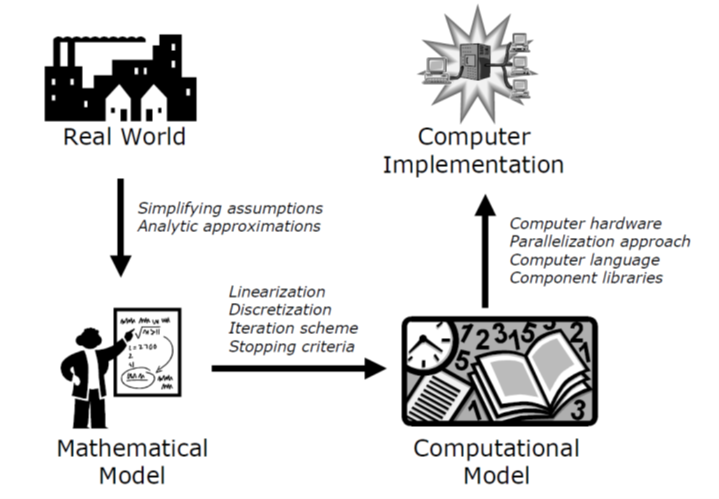 Real World
Computer
Implementation
Simplifying assumptions
Analytic approximations
Computer hardware
Parallelization approach
Computer language
Component libraries
Linearization
Discretization
Iteration scheme
Stopping criteria
Mathematical
Model
Computational
Model